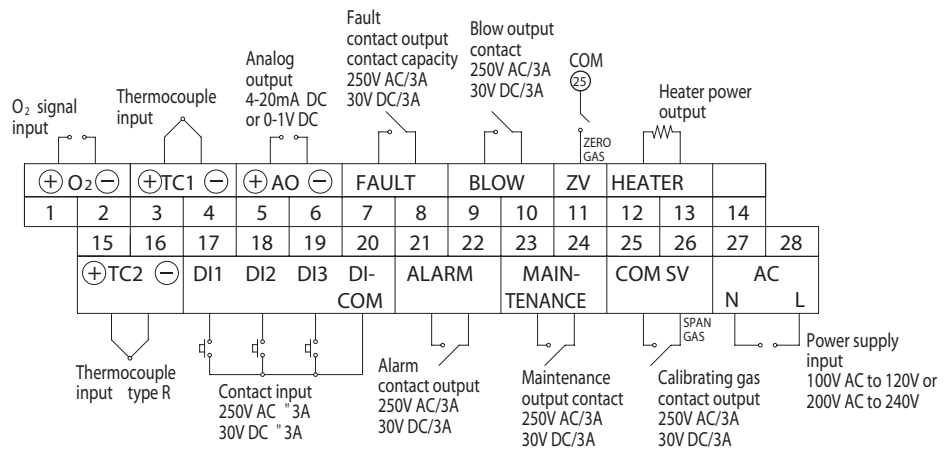 O2 signal
input
Thermocouple
input
Analog
output
4-20mA DC
or 0-1V DC
Fault
contact output
contact capacity
250V AC/3A
30V DC/3A
Blow output
contact
250V AC/3A
30V DC/3A
COM
25
ZERO
GAS
Heater power
output
+ O2 − + TC1 − + AO − FAULT BLOW ZV HEATER
1 2 3 4 5 6 7 8 9 10 11 12 13 14
15 16 17 18 19 20 21 22 23 24 25 26 27 28
+ TC2 − DI1 DI2 DI3 DI- ALARM MAIN- COM SV AC
COM TENANCE N L
SPAN
GAS
Thermocouple
input type R
Contact input
250V AC "3A
30V DC "3A
Alarm
contact output
250V AC/3A
30V DC/3A
Maintenance
output contact
250V AC/3A
30V DC/3A
Calibrating gas
contact output
250V AC/3A
30V DC/3A
Power supply
input
100V AC to 120V or
200V AC to 240V